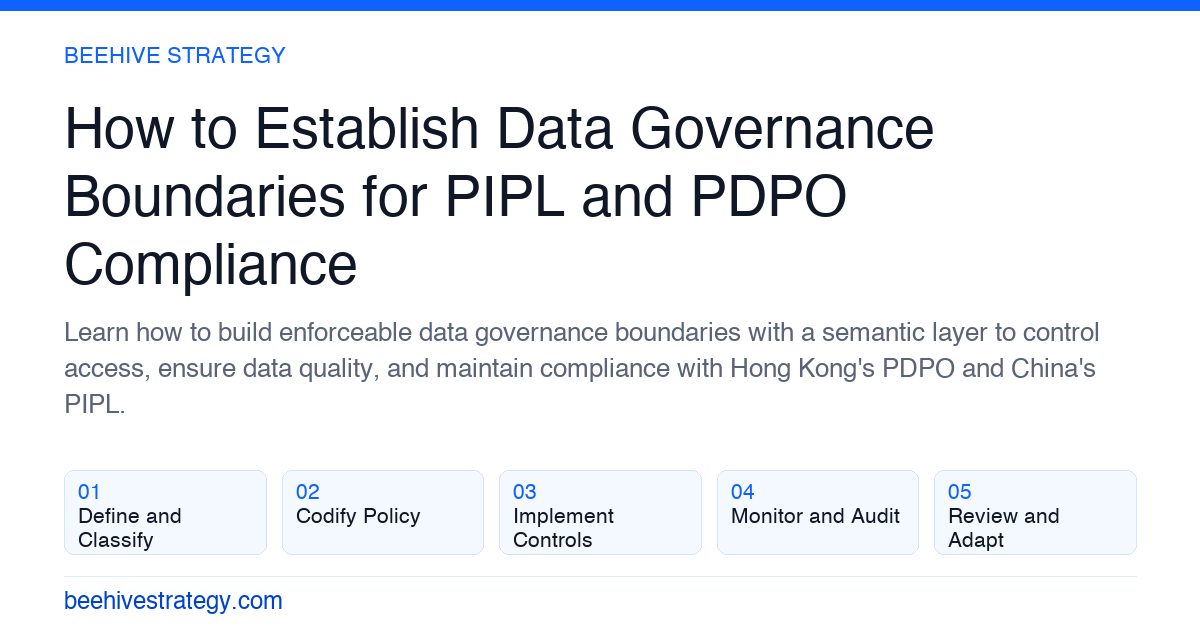 BEEHIVE STRATEGY
How to Establish Data Governance
Boundaries for PIPL and PDPO
Compliance
Learn how to build enforceable data governance boundaries with a semantic layer to control
access, ensure data quality, and maintain compliance with Hong Kong's PDPO and China's
PIPL.
01
Define and
Classify
02
Codify Policy
03
Implement
Controls
04
Monitor and Audit
05
Review and
Adapt
beehivestrategy.com